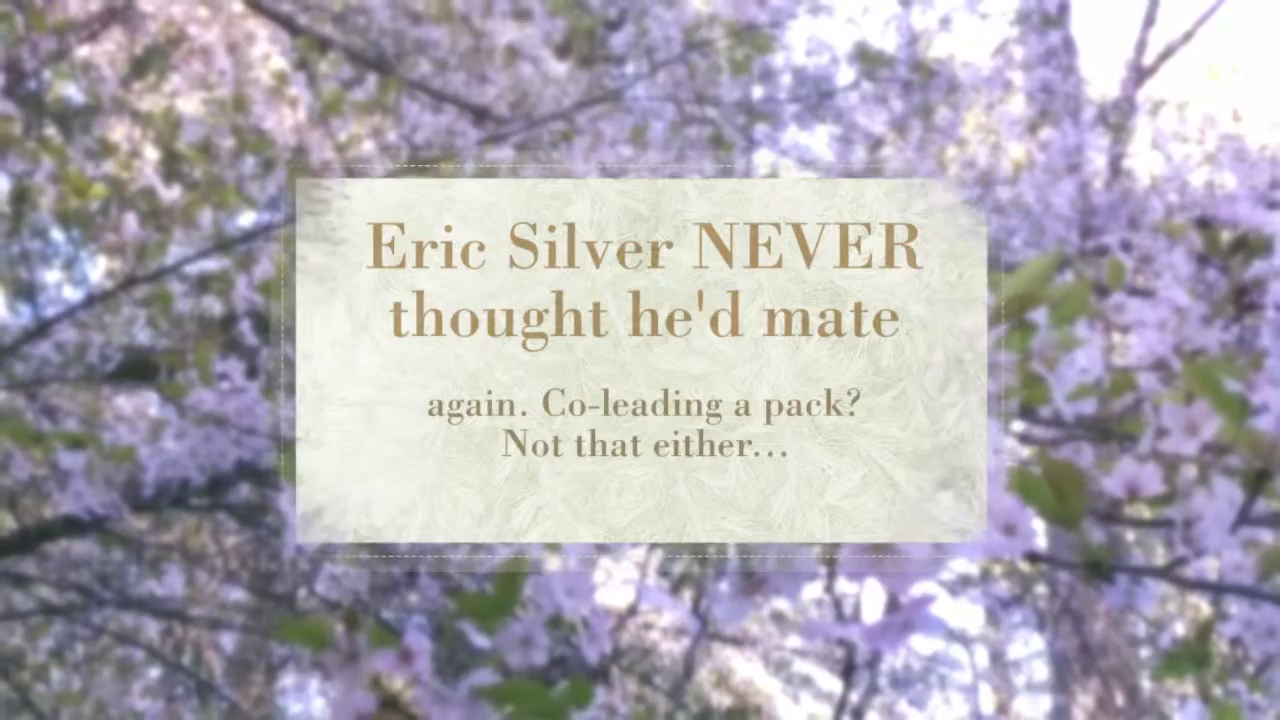 Eric Silver NEVER
thought he'd mate
again. Co-leading a pack?
Not that either...